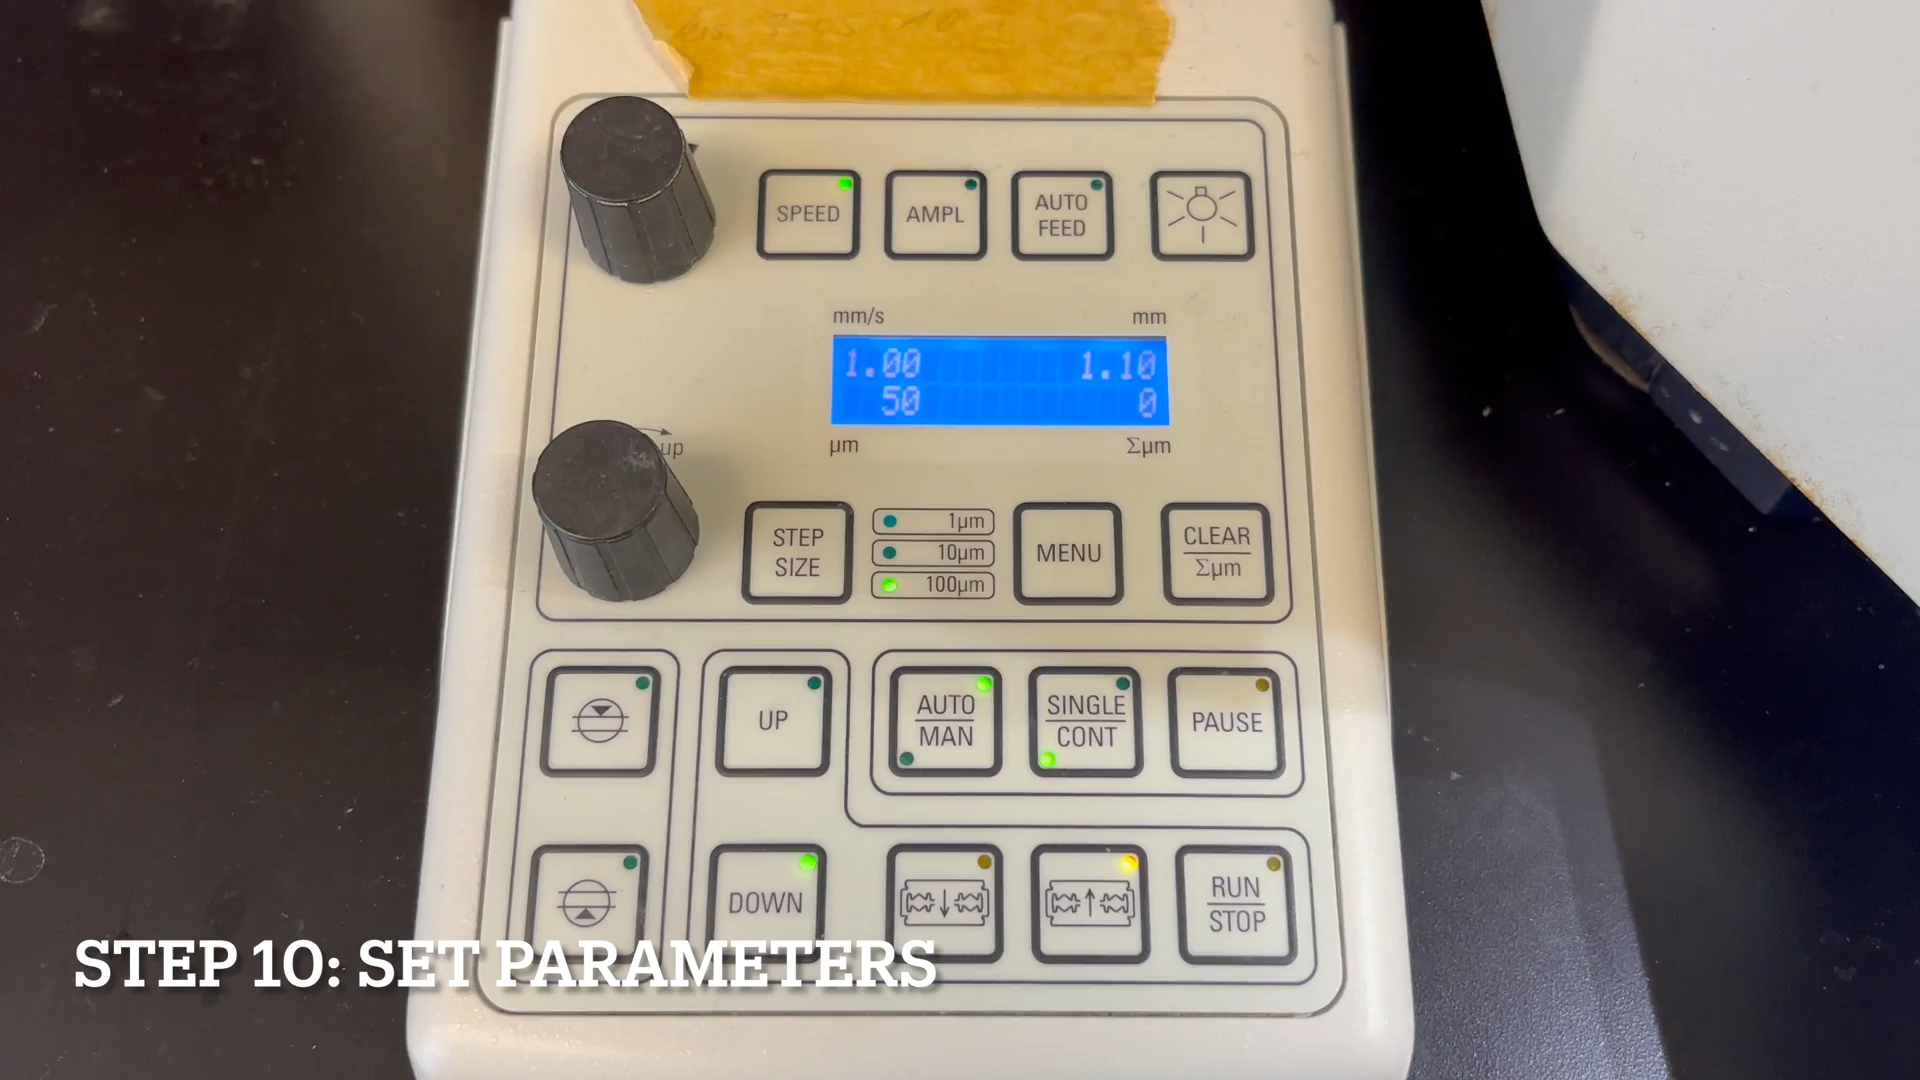 SPEED
AMPL
AUTO
FEED
mm/s
mm
1.00 1.10
50 0
µm
Σµm
up
STEP
SIZE
1µm
10µm
100µm
MENU
CLEAR
Σµm
UP
AUTO
MAN
SINGLE
CONT
PAUSE
DOWN
RUN
STOP
STEP 10: SET PARAMETERS